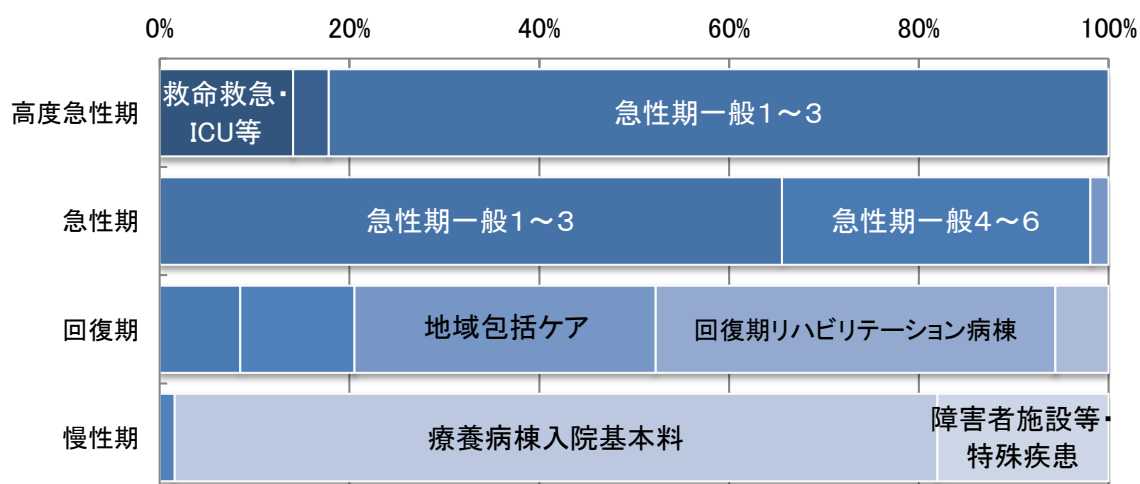 0% 20% 40% 60% 80% 100%
高度急性期
救命救急・
ICU等
急性期一般１～３
急性期
急性期一般１～３
急性期一般４～６
回復期
地域包括ケア
回復期リハビリテーション病棟
慢性期
療養病棟入院基本料
障害者施設等・
特殊疾患